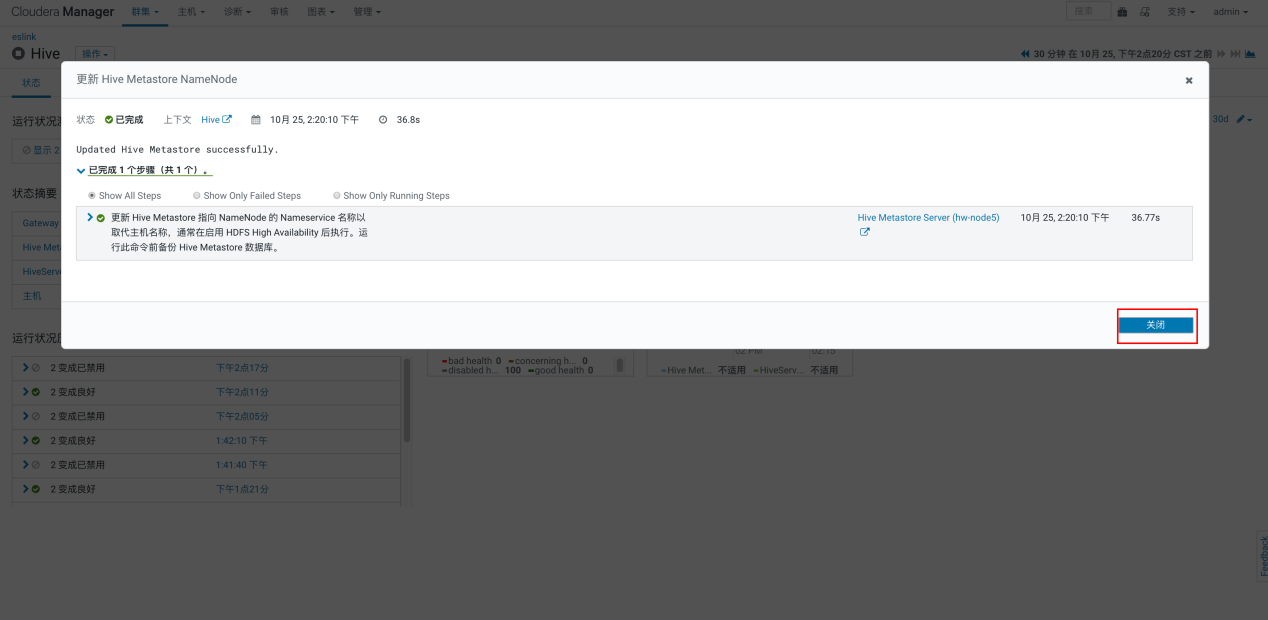 Cloudera Manager 群集 主机 诊断 审核 图表 管理 搜索 支持 admin
eslink
Hive 操作 30 分钟 在 10月 25, 下午2点20分 CST 之前
状态
更新 Hive Metastore NameNode
运行状况 30d
状态 已完成 上下文 Hive 10月 25, 2:20:10 下午 36.8s
显示 2
Updated Hive Metastore successfully.
已完成 1 个步骤（共 1 个）。
状态摘要
Show All Steps Show Only Failed Steps Show Only Running Steps
Gateway
更新 Hive Metastore 指向 NameNode 的 Nameservice 名称以
取代主机名称，通常在启用 HDFS High Availability 后执行。运
行此命令前备份 Hive Metastore 数据库。
Hive Metastore Server (hw-node5) 10月 25, 2:20:10 下午 36.77s
Hive Met
HiveServ
主机
运行状况
关闭
02 PM 02:15
bad health 0 concerning h... 0
disabled h... 100 good health 0
Hive Met... 不适用 HiveServ... 不适用
2 变成已禁用 下午2点17分
2 变成良好 下午2点11分
2 变成已禁用 下午2点05分
2 变成良好 1:42:10 下午
2 变成已禁用 1:41:40 下午
2 变成良好 下午1点21分
Feedback